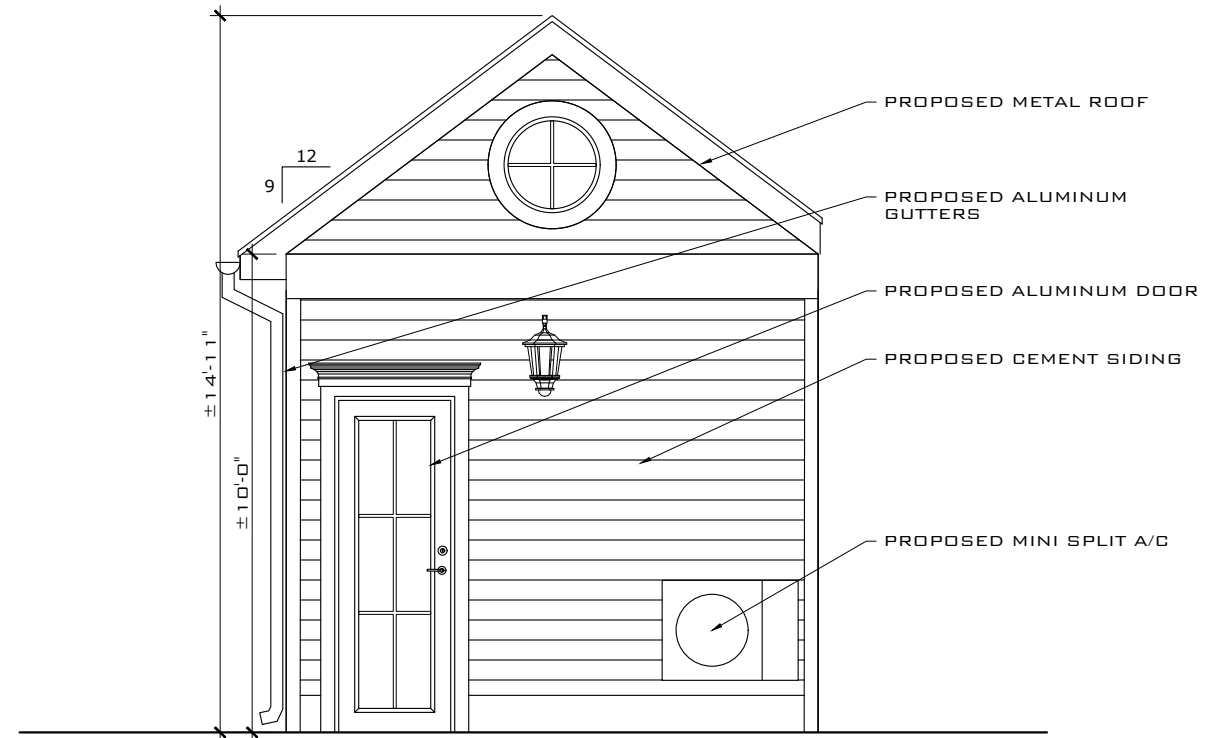 PROPOSED METAL ROOF
12
9
PROPOSED ALUMINUM
GUTTERS
PROPOSED ALUMINUM DOOR
±14'-11"
PROPOSED CEMENT SIDING
±10'-0"
PROPOSED MINI SPLIT A/C